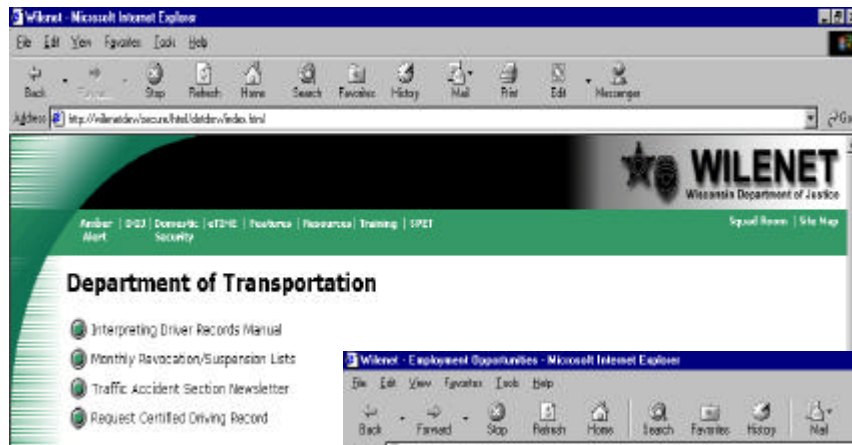 Wilenet - Microsoft Internet Explorer
File Edit View Favorites Tools Help
Back Forward Stop Refresh Home Search Favorites History Mail Print Edit Messenger
Address Go
WILENET
Wisconsin Department of Justice
Amber Alert | Domestic Security | eTIME | Features | Resources | Training | Squad Room | Site Map
Department of Transportation
Interpreting Driver Records Manual
Monthly Revocation/Suspension Lists
Traffic Accident Section Newsletter
Request Certified Driving Record
Wilenet - Employment Opportunities - Microsoft Internet Explorer
File Edit View Favorites Tools Help
Back Forward Stop Refresh Home Search Favorites History Mail